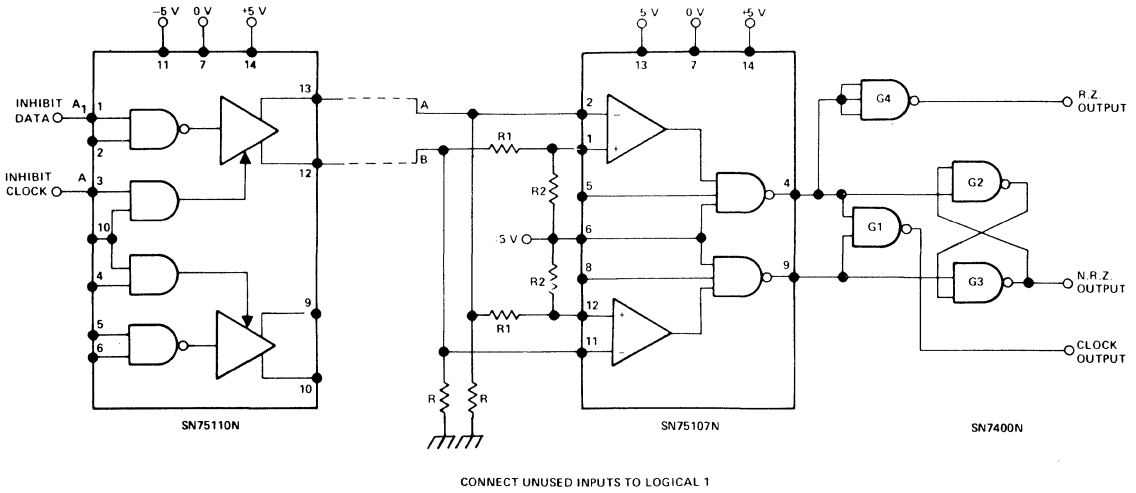 –5 V 0 V +5 V
11 7 14
INHIBIT DATA A1 1
2
INHIBIT CLOCK A 3
10
4
5
6
13
12
9
10
SN75110N
A
B
R1
R2
5 V
R2
R1
R R
5 V 0 V +5 V
13 7 14
2
1
5
6
8
12
11
– +
+ –
4
9
SN75107N
G4
G2
G1
G3
R.Z. OUTPUT
N.R.Z. OUTPUT
CLOCK OUTPUT
SN7400N
CONNECT UNUSED INPUTS TO LOGICAL 1